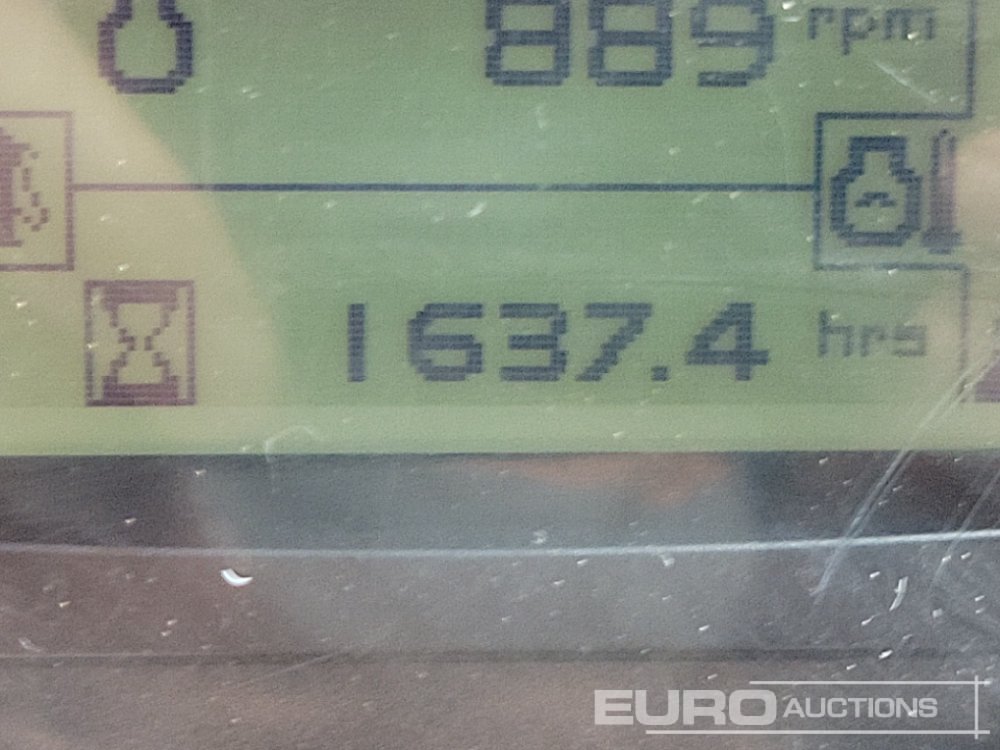 889 rpm
1637.4 hrs
EURO AUCTIONS